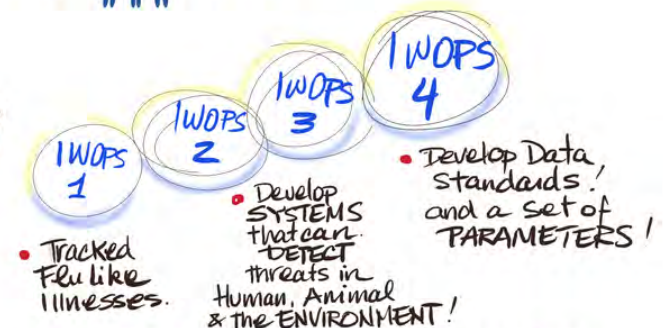 IWOPS
1
IWOPS
2
IWOPS
3
IWOPS
4
• Tracked
Flu like
Illnesses.
• Develop
SYSTEMS
that can
DETECT
threats in
Human, Animal
& the ENVIRONMENT!
• Develop Data
Standards!
and a set of
PARAMETERS!